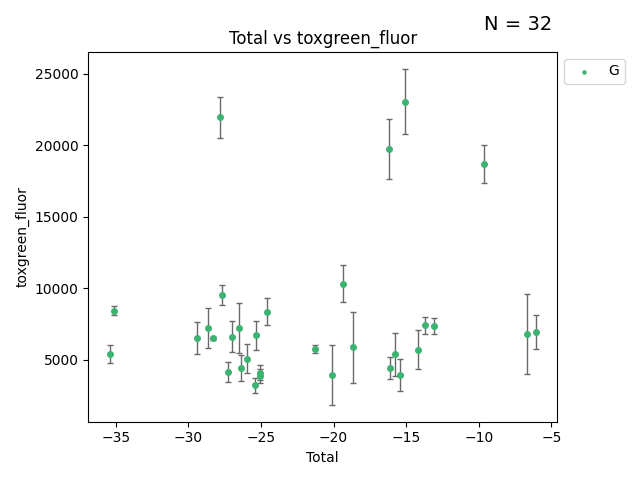 N = 32
Total vs toxgreen_fluor
G
toxgreen_fluor
25000
20000
15000
10000
5000
−35 −30 −25 −20 −15 −10 −5
Total